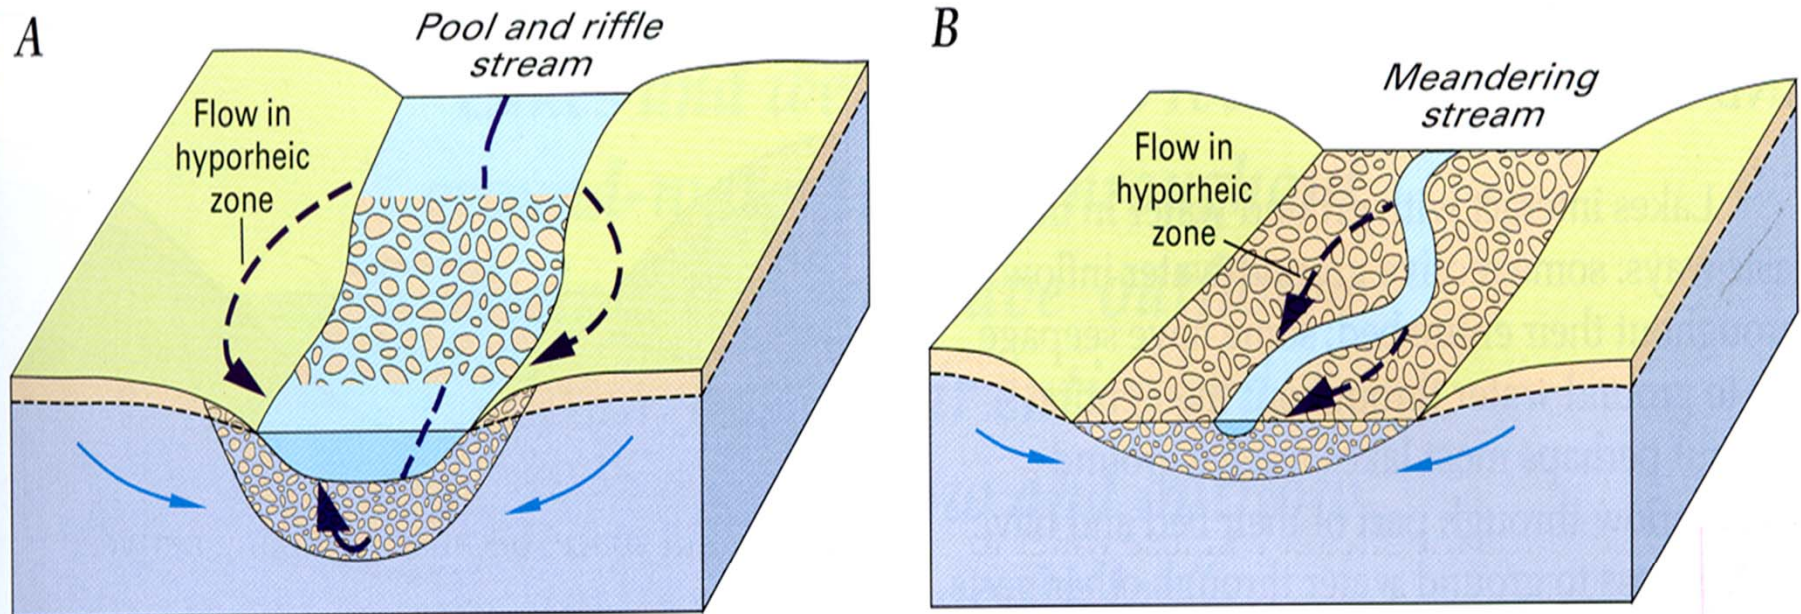 A
Pool and riffle
stream
Flow in
hyporheic
zone
B
Meandering
stream
Flow in
hyporheic
zone